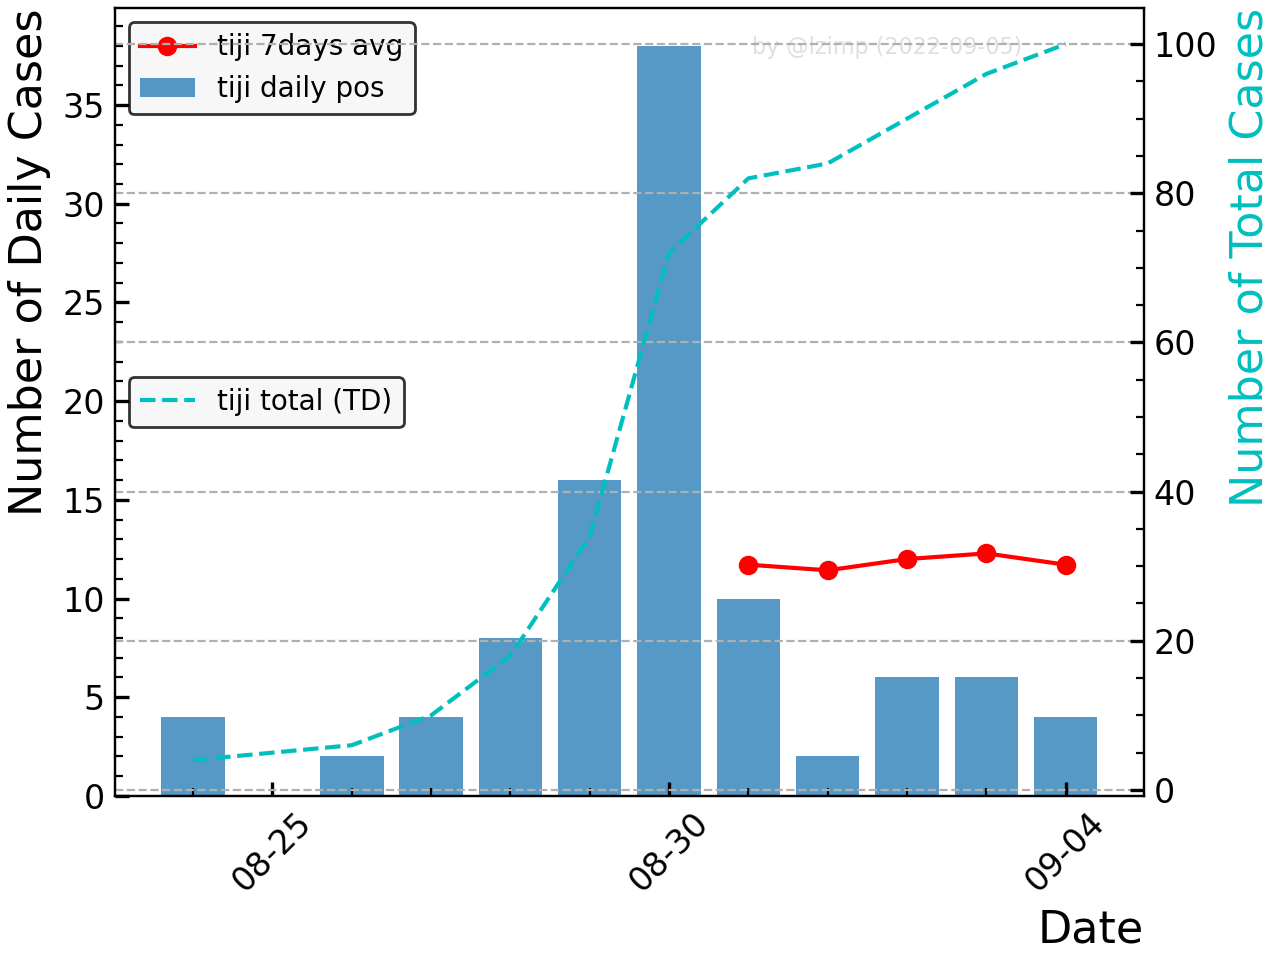 Number of Daily Cases
Number of Total Cases
by @lzimp (2022-09-05)
tiji 7days avg
tiji daily pos
tiji total (TD)
35
30
25
20
15
10
5
0
100
80
60
40
20
0
08-25
08-30
09-04
Date